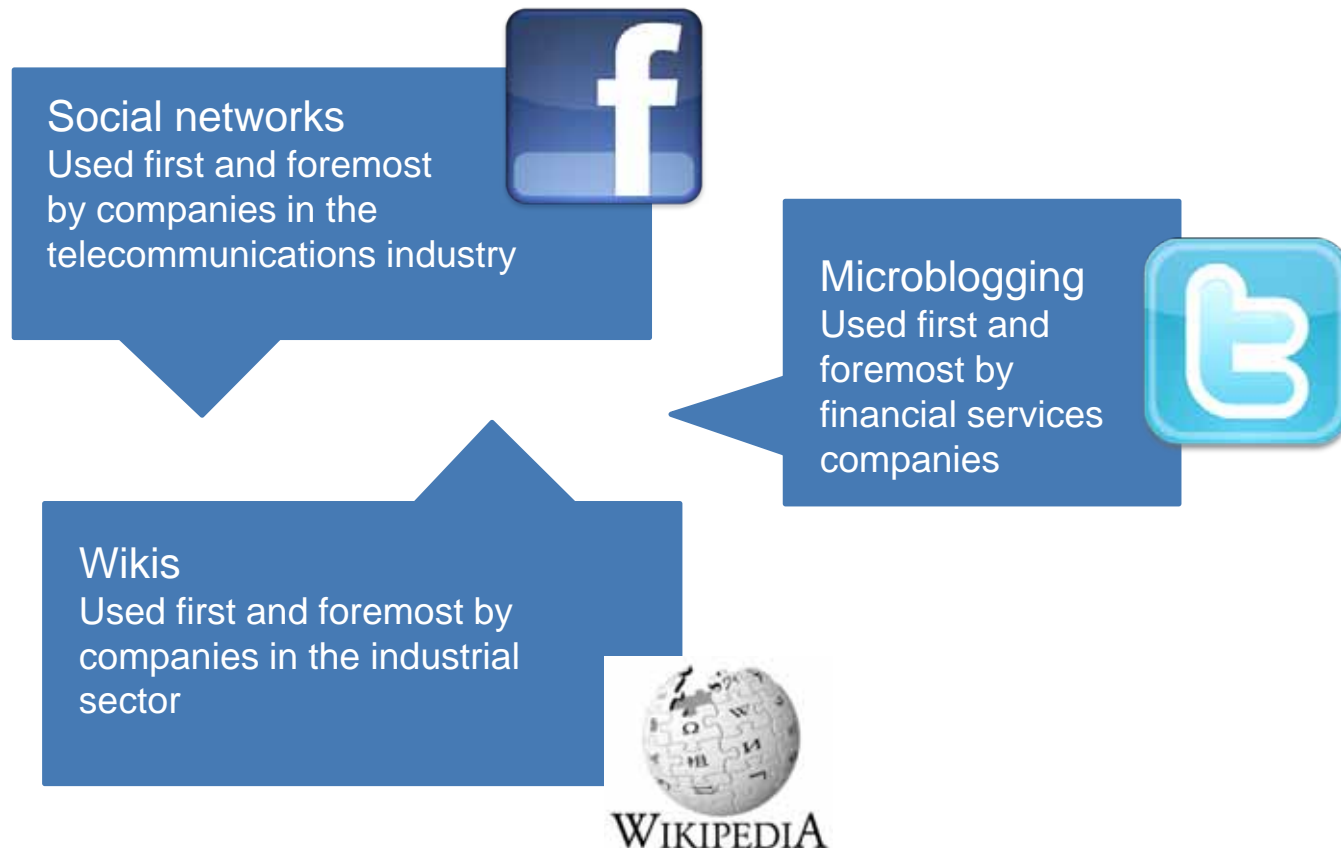 f
Social networks
Used first and foremost
by companies in the
telecommunications industry
Microblogging
Used first and
foremost by
financial services
companies
t
Wikis
Used first and foremost by
companies in the industrial
sector
WIKIPEDIA